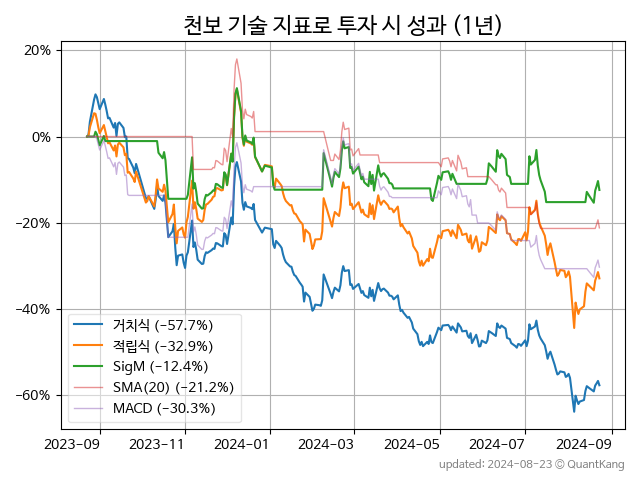 천보 기술 지표로 투자 시 성과 (1년)
20%
0%
−20%
−40%
−60%
거치식 (−57.7%)
적립식 (−32.9%)
SigM (−12.4%)
SMA(20) (−21.2%)
MACD (−30.3%)
2023-09
2023-11
2024-01
2024-03
2024-05
2024-07
2024-09
updated: 2024-08-23 © QuantKang